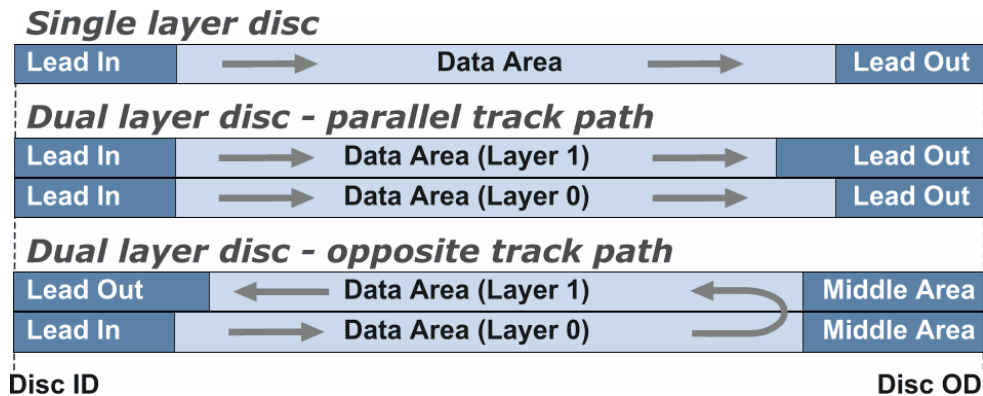 Single layer disc
Lead In Data Area Lead Out
Dual layer disc - parallel track path
Lead In Data Area (Layer 1) Lead Out
Lead In Data Area (Layer 0) Lead Out
Dual layer disc - opposite track path
Lead Out Data Area (Layer 1) Middle Area
Lead In Data Area (Layer 0) Middle Area
Disc ID Disc OD